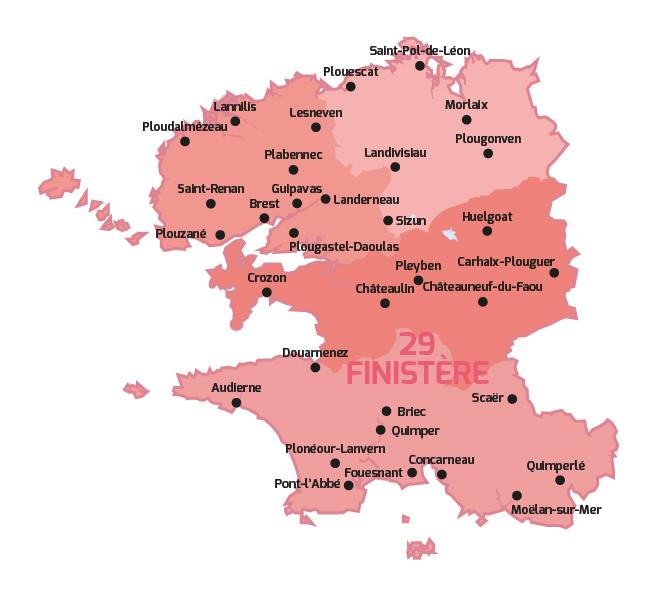 Saint-Pol-de-Léon
Plouescat
Lannilis
Lesneven
Morlaix
Ploudalmézeau
Plougonven
Plabennec
Landivisiau
Saint-Renan
Guipavas
Landerneau
Brest
Sizun
Huelgoat
Plouzané
Plougastel-Daoulas
Carhaix-Plouguer
Pleyben
Crozon
Châteaulin
Châteauneuf-du-Faou
29
FINISTÈRE
Douarnenez
Audierne
Scaër
Briec
Quimper
Plonéour-Lanvern
Concarneau
Quimperlé
Fouesnant
Pont-l'Abbé
Moëlan-sur-Mer